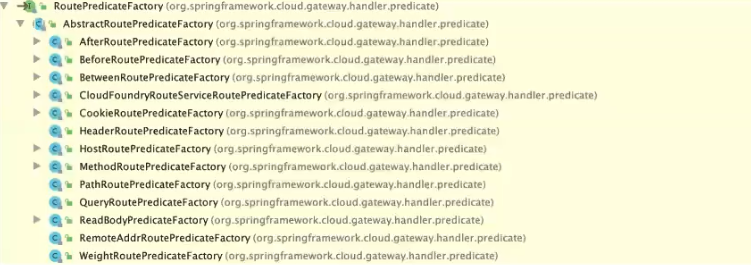 RoutePredicateFactory (org.springframework.cloud.gateway.handler.predicate)
AbstractRoutePredicateFactory (org.springframework.cloud.gateway.handler.predicate)
AfterRoutePredicateFactory (org.springframework.cloud.gateway.handler.predicate)
BeforeRoutePredicateFactory (org.springframework.cloud.gateway.handler.predicate)
BetweenRoutePredicateFactory (org.springframework.cloud.gateway.handler.predicate)
CloudFoundryRouteServiceRoutePredicateFactory (org.springframework.cloud.gateway.handler.predicate)
CookieRoutePredicateFactory (org.springframework.cloud.gateway.handler.predicate)
HeaderRoutePredicateFactory (org.springframework.cloud.gateway.handler.predicate)
HostRoutePredicateFactory (org.springframework.cloud.gateway.handler.predicate)
MethodRoutePredicateFactory (org.springframework.cloud.gateway.handler.predicate)
PathRoutePredicateFactory (org.springframework.cloud.gateway.handler.predicate)
QueryRoutePredicateFactory (org.springframework.cloud.gateway.handler.predicate)
ReadBodyPredicateFactory (org.springframework.cloud.gateway.handler.predicate)
RemoteAddrRoutePredicateFactory (org.springframework.cloud.gateway.handler.predicate)
WeightRoutePredicateFactory (org.springframework.cloud.gateway.handler.predicate)